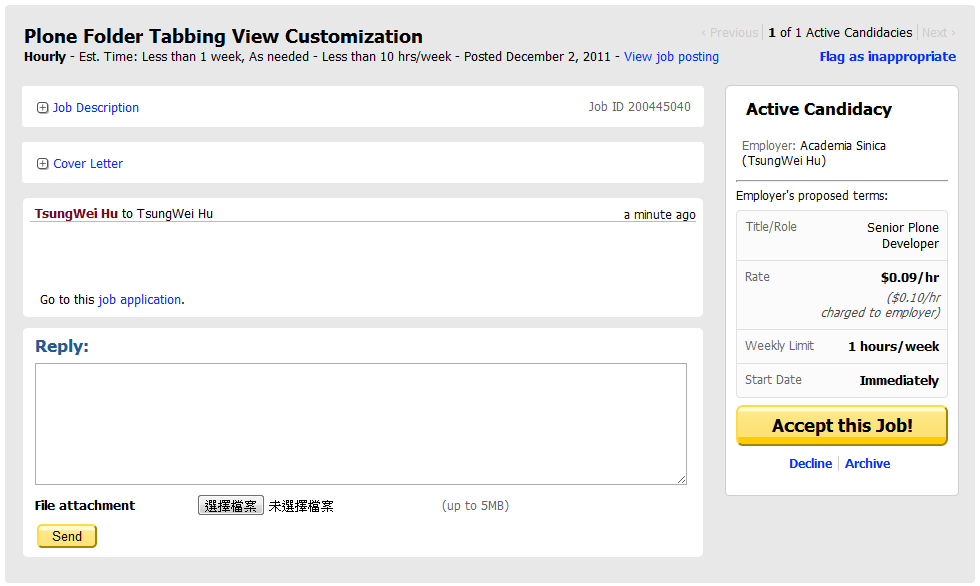 Plone Folder Tabbing View Customization
‹ Previous 1 of 1 Active Candidacies Next ›
Hourly - Est. Time: Less than 1 week, As needed - Less than 10 hrs/week - Posted December 2, 2011 - View job posting
Flag as inappropriate
Job Description
Job ID 200445040
Cover Letter
TsungWei Hu to TsungWei Hu
a minute ago
Go to this job application.
Reply:
File attachment
選擇檔案 未選擇檔案
(up to 5MB)
Send
Active Candidacy
Employer: Academia Sinica
(TsungWei Hu)
Employer's proposed terms:
Title/Role
Senior Plone
Developer
Rate
$0.09/hr
($0.10/hr
charged to employer)
Weekly Limit
1 hours/week
Start Date
Immediately
Accept this Job!
Decline
Archive